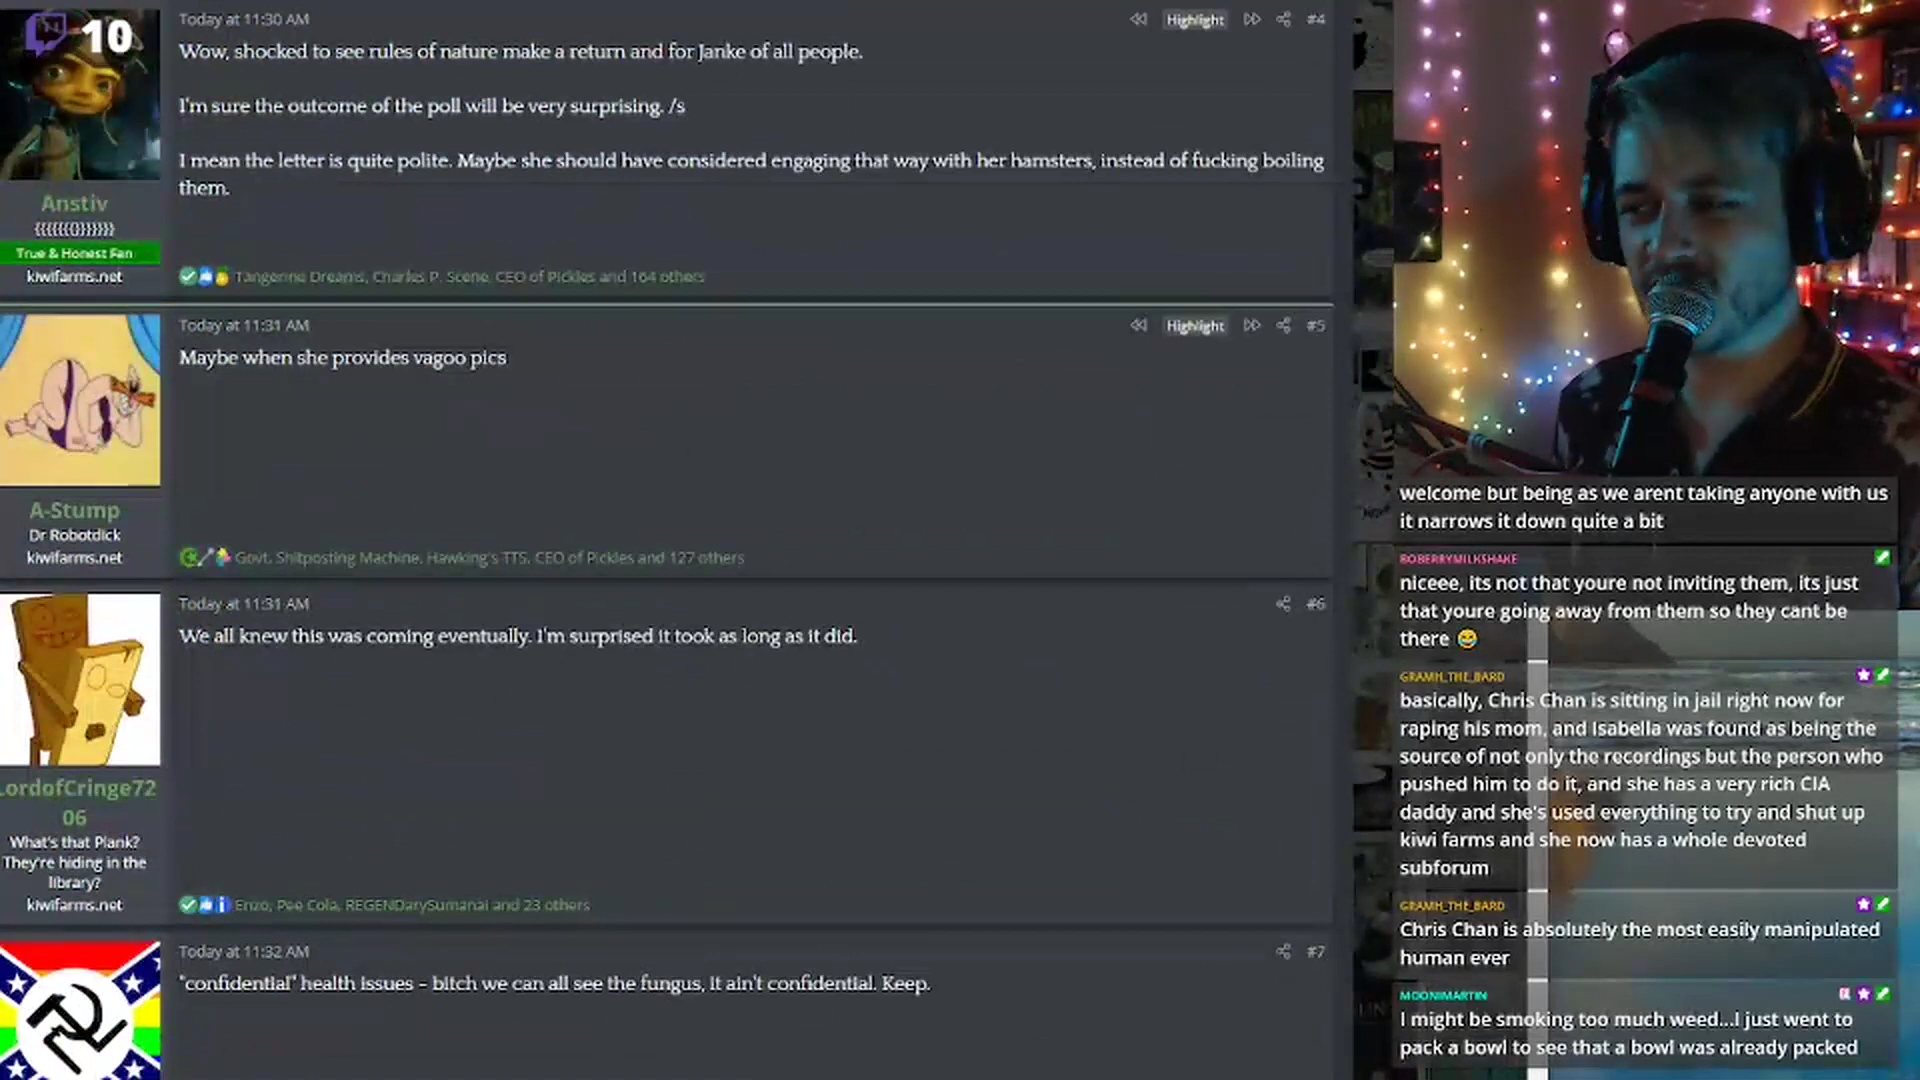 10
Today at 11:30 AM
Highlight
#4
Wow, shocked to see rules of nature make a return and for Janke of all people.
I'm sure the outcome of the poll will be very surprising. /s
I mean the letter is quite polite. Maybe she should have considered engaging that way with her hamsters, instead of fucking boiling
them.
Anstiv
{{{{{{{}}}}}}}
True & Honest Fan
kiwifarms.net
Tangerine Dreams, Charles P. Scene, CEO of Pickles and 164 others
Today at 11:31 AM
Highlight
#5
Maybe when she provides vagoo pics
A-Stump
Dr Robotdick
kiwifarms.net
Govt. Shitposting Machine, Hawking's TTS, CEO of Pickles and 127 others
Today at 11:31 AM
#6
We all knew this was coming eventually. I'm surprised it took as long as it did.
LordofCringe72
06
What's that Plank?
They're hiding in the
library?
kiwifarms.net
Enzo, Pee Cola, REGENDarySumanai and 23 others
Today at 11:32 AM
#7
"confidential" health issues - bitch we can all see the fungus, it ain't confidential. Keep.
welcome but being as we arent taking anyone with us
it narrows it down quite a bit
BOBERRYMILKSHAKE
niceee, its not that youre not inviting them, its just
that youre going away from them so they cant be
there
GRAMH_THE_BARD
basically, Chris Chan is sitting in jail right now for
raping his mom, and Isabella was found as being the
source of not only the recordings but the person who
pushed him to do it, and she has a very rich CIA
daddy and she's used everything to try and shut up
kiwi farms and she now has a whole devoted
subforum
GRAMH_THE_BARD
Chris Chan is absolutely the most easily manipulated
human ever
MOONIMARTIN
I might be smoking too much weed...I just went to
pack a bowl to see that a bowl was already packed